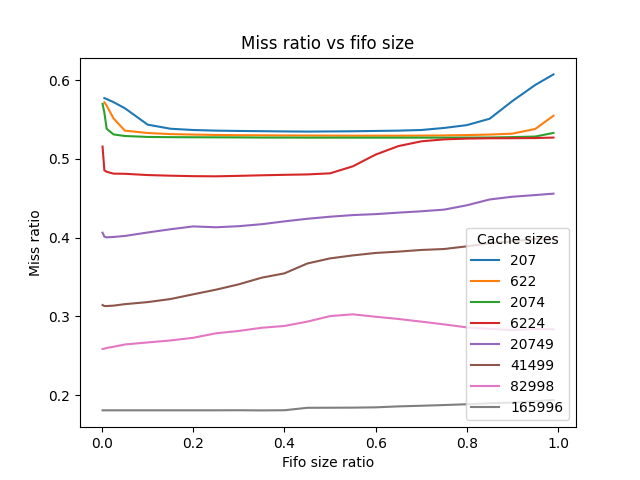 Miss ratio vs fifo size
Miss ratio
0.6
0.5
0.4
0.3
0.2
0.0 0.2 0.4 0.6 0.8 1.0
Fifo size ratio
Cache sizes
207
622
2074
6224
20749
41499
82998
165996